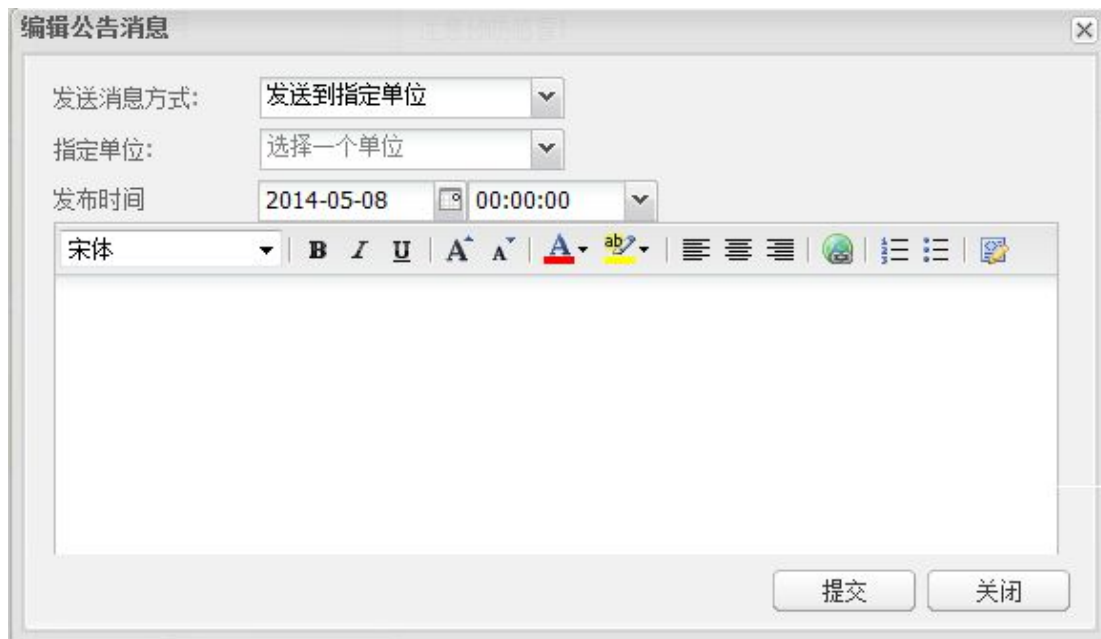 编辑公告消息
发送消息方式: 发送到指定单位
指定单位: 选择一个单位
发布时间 2014-05-08 00:00:00
宋体 B I U A A A ab
提交 关闭